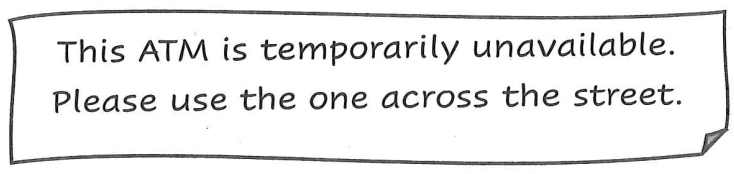 This ATM is temporarily unavailable.
Please use the one across the street.